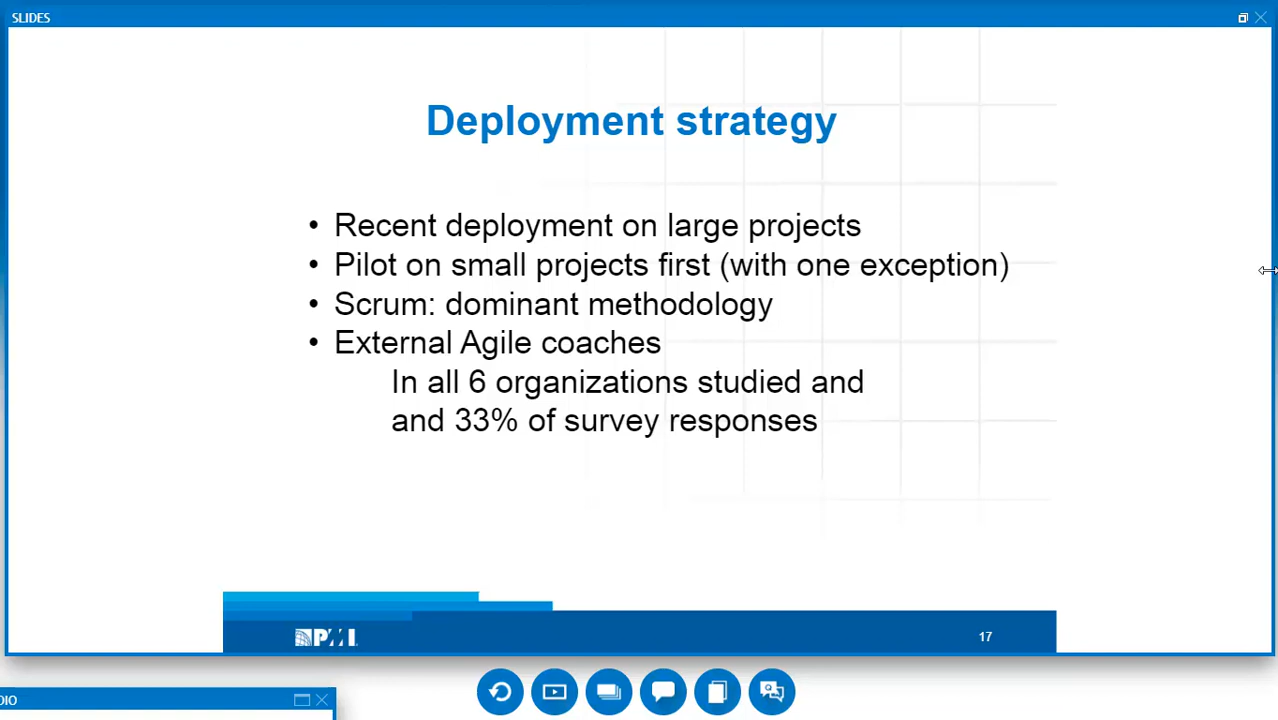 SLIDES
Deployment strategy
• Recent deployment on large projects
• Pilot on small projects first (with one exception)
• Scrum: dominant methodology
• External Agile coaches
In all 6 organizations studied and
and 33% of survey responses
PMI
17
DIO